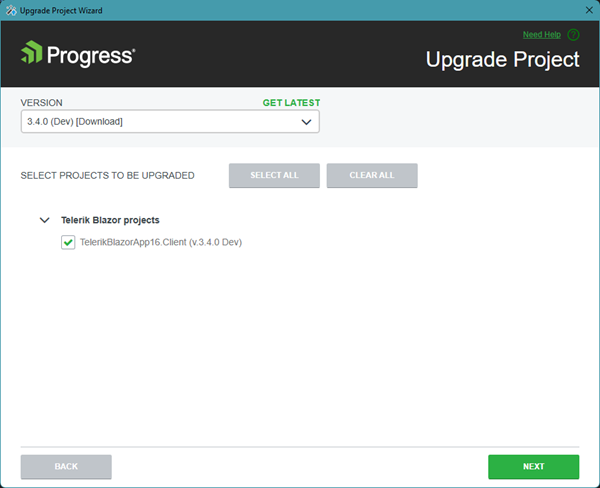 Upgrade Project Wizard
Need Help ?
Progress®
Upgrade Project
VERSION GET LATEST
3.4.0 (Dev) [Download]
SELECT PROJECTS TO BE UPGRADED SELECT ALL CLEAR ALL
Telerik Blazor projects
TelerikBlazorApp16.Client (v.3.4.0 Dev)
BACK NEXT